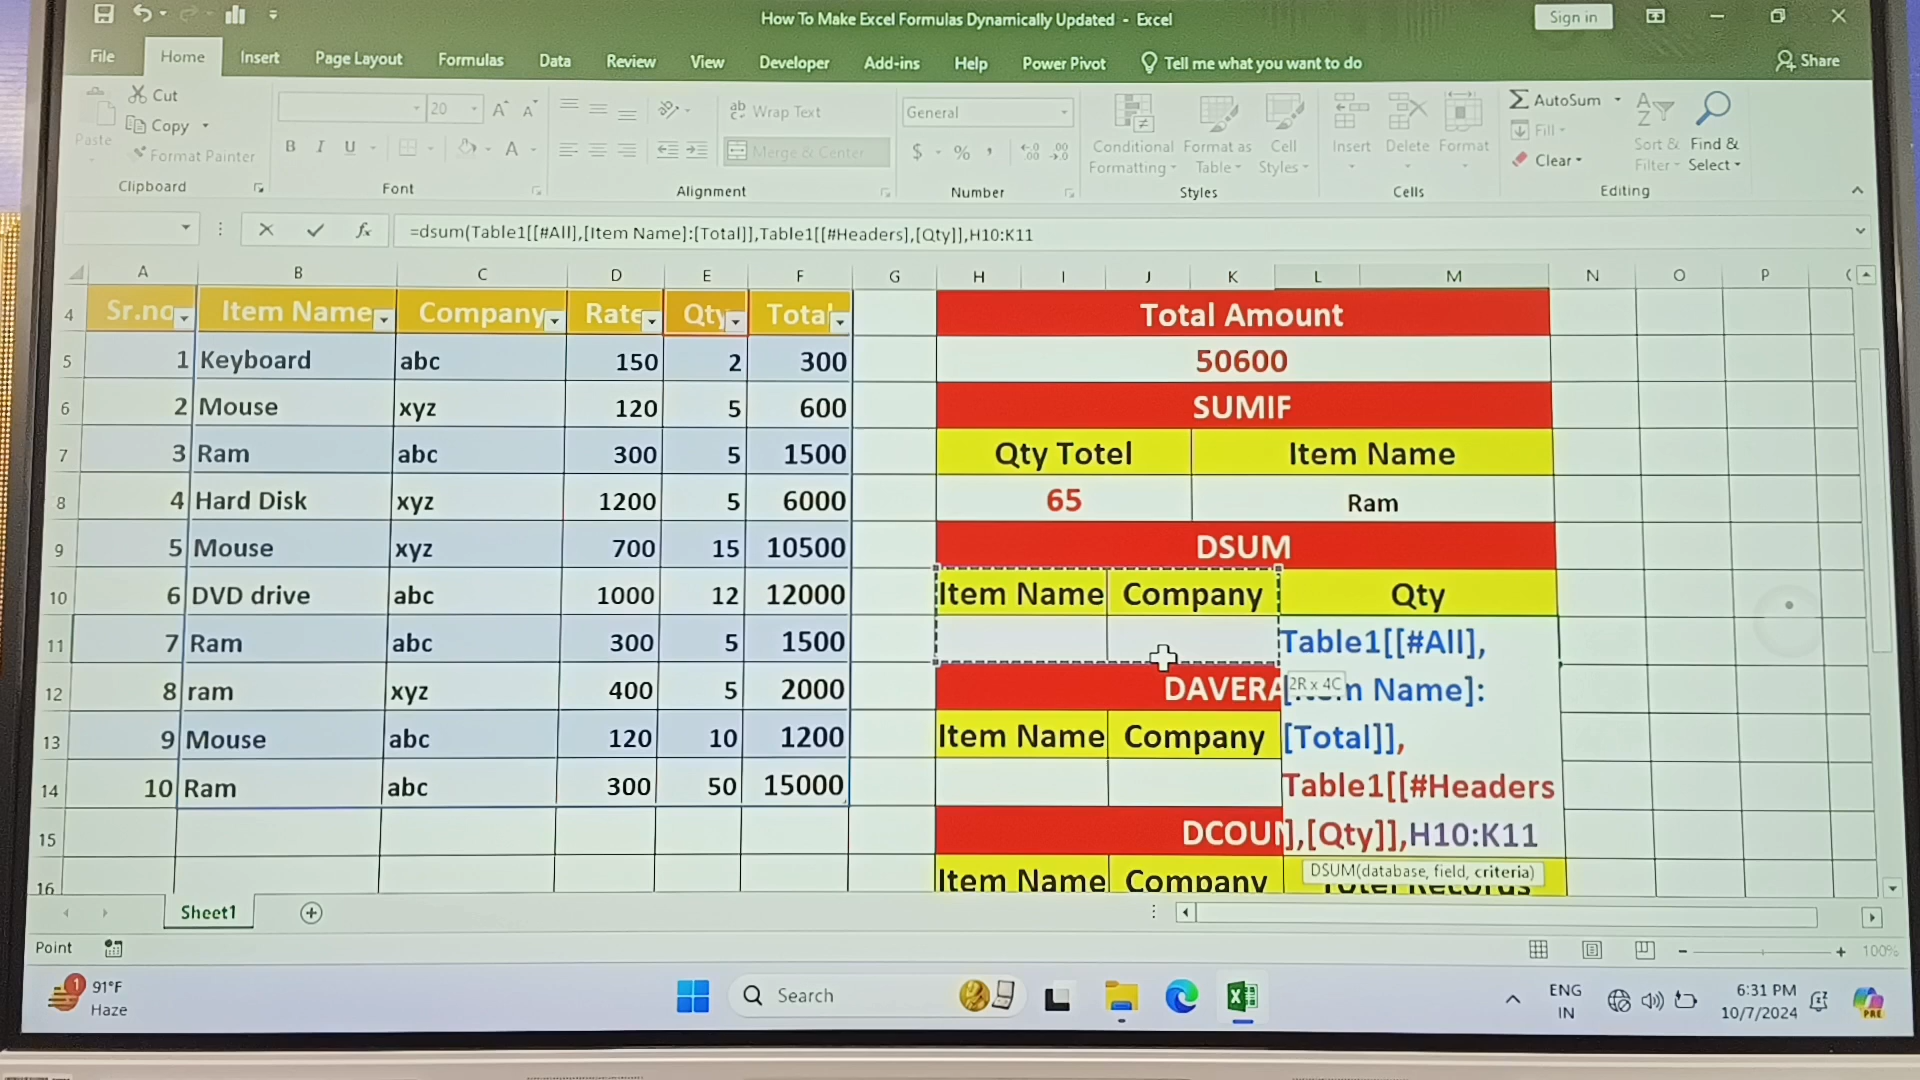 How To Make Excel Formulas Dynamically Updated - Excel
Sign in
File Home Insert Page Layout Formulas Data Review View Developer Add-ins Help Power Pivot Tell me what you want to do Share
Paste
Cut
Copy
Format Painter
Clipboard
20 A A
B I U A
Font
ab Wrap Text
Merge & Center
Alignment
General
$ % ,
Number
Conditional Formatting
Format as Table
Cell Styles
Styles
Insert Delete Format
Cells
AutoSum
Fill
Clear
Sort & Filter
Find & Select
Editing
fx =dsum(Table1[[#All],[Item Name]:[Total]],Table1[[#Headers],[Qty]],H10:K11
A B C D E F G H I J K L M N O P
4 Sr.no Item Name Company Rate Qty Total Total Amount
5 1 Keyboard abc 150 2 300 50600
6 2 Mouse xyz 120 5 600 SUMIF
7 3 Ram abc 300 5 1500 Qty Totel Item Name
8 4 Hard Disk xyz 1200 5 6000 65 Ram
9 5 Mouse xyz 700 15 10500 DSUM
10 6 DVD drive abc 1000 12 12000 Item Name Company Qty
11 7 Ram abc 300 5 1500 Table1[[#All],
12 8 ram xyz 400 5 2000 DAVERA 2R x 4C n Name]:
13 9 Mouse abc 120 10 1200 Item Name Company [Total]],
14 10 Ram abc 300 50 15000 Table1[[#Headers
15 DCOUN ],[Qty]],H10:K11
DSUM(database, field, criteria)
16 Item Name Company Totel Records
Sheet1
Point
100%
1
91°F
Haze
Search
ENG
IN
6:31 PM
10/7/2024
PRE